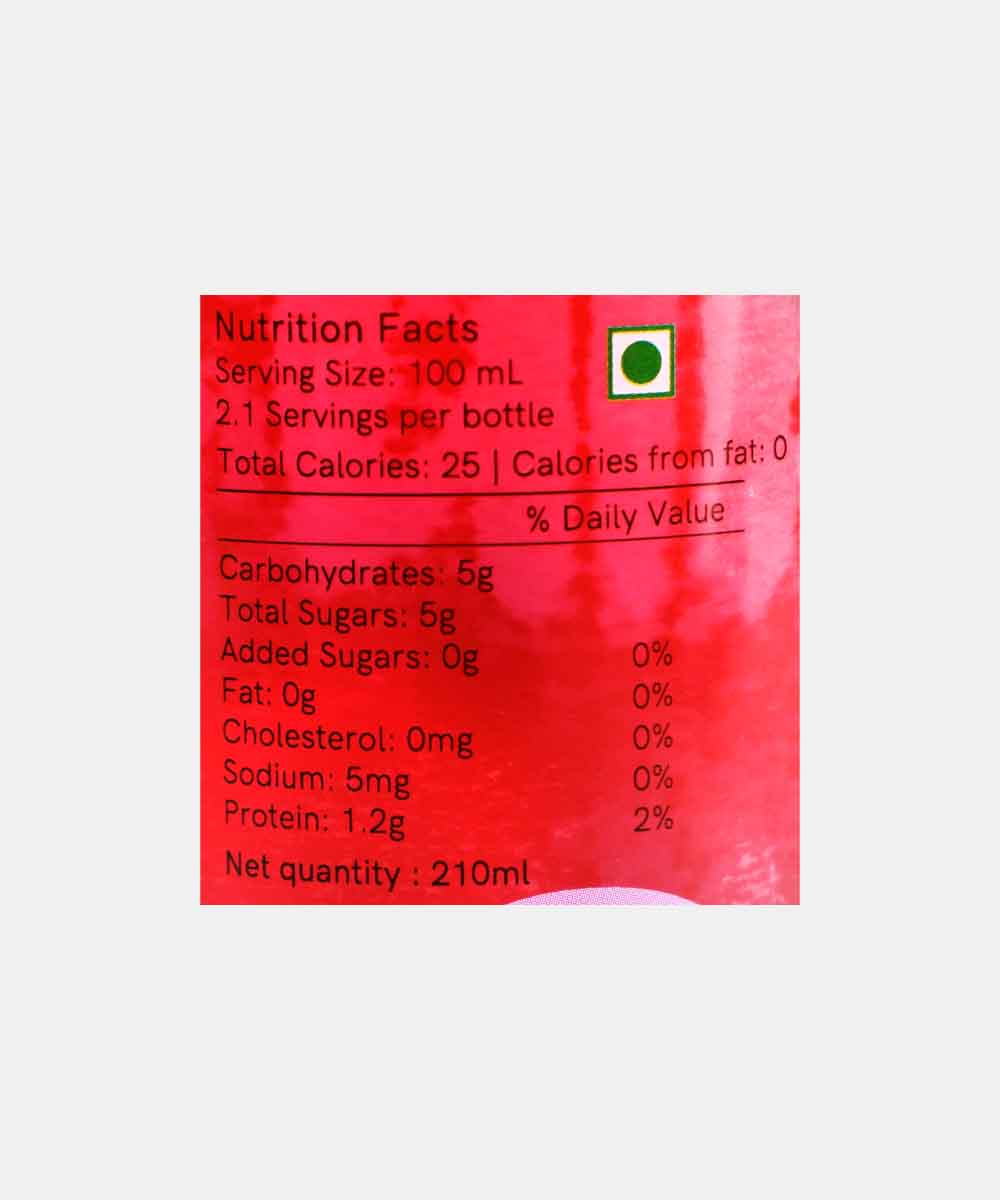 Nutrition Facts
Serving Size: 100 mL
2.1 Servings per bottle
Total Calories: 25 | Calories from fat: 0
% Daily Value
Carbohydrates: 5g
Total Sugars: 5g
Added Sugars: 0g 0%
Fat: 0g 0%
Cholesterol: 0mg 0%
Sodium: 5mg 0%
Protein: 1.2g 2%
Net quantity : 210ml